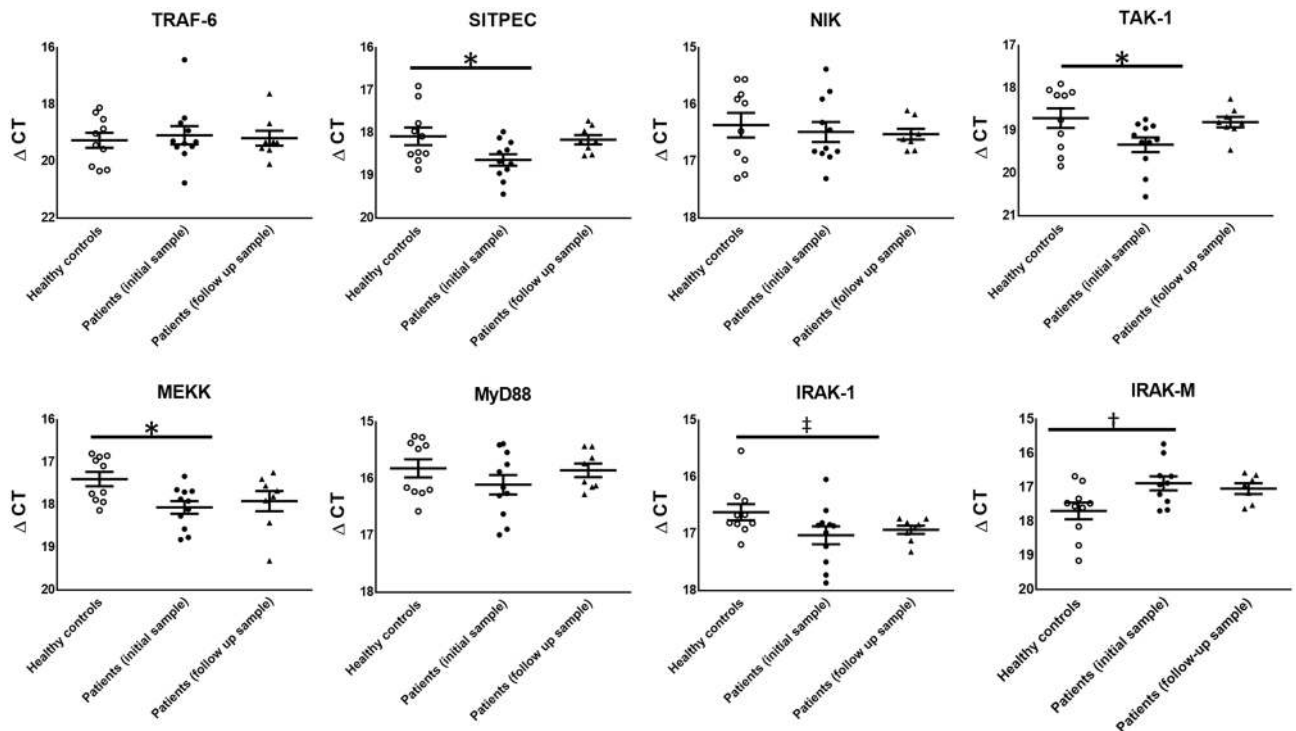 TRAF-6
SITPEC
NIK
TAK-1
16
18
Δ CT
20
22
Healthy controls
Patients (initial sample)
Patients (follow up sample)
16
*
17
Δ CT
18
19
20
Healthy controls
Patients (initial sample)
Patients (follow up sample)
15
16
Δ CT
17
18
Healthy controls
Patients (initial sample)
Patients (follow up sample)
17
*
18
Δ CT
19
20
21
Healthy controls
Patients (initial sample)
Patients (follow up sample)
MEKK
MyD88
IRAK-1
IRAK-M
16
*
17
Δ CT
18
19
20
Healthy controls
Patients (initial sample)
Patients (follow up sample)
15
16
Δ CT
17
18
Healthy controls
Patients (initial sample)
Patients (follow up sample)
15
‡
16
Δ CT
17
18
Healthy controls
Patients (initial sample)
Patients (follow up sample)
15
†
16
17
Δ CT
18
19
20
Healthy controls
Patients (initial sample)
Patients (follow-up sample)